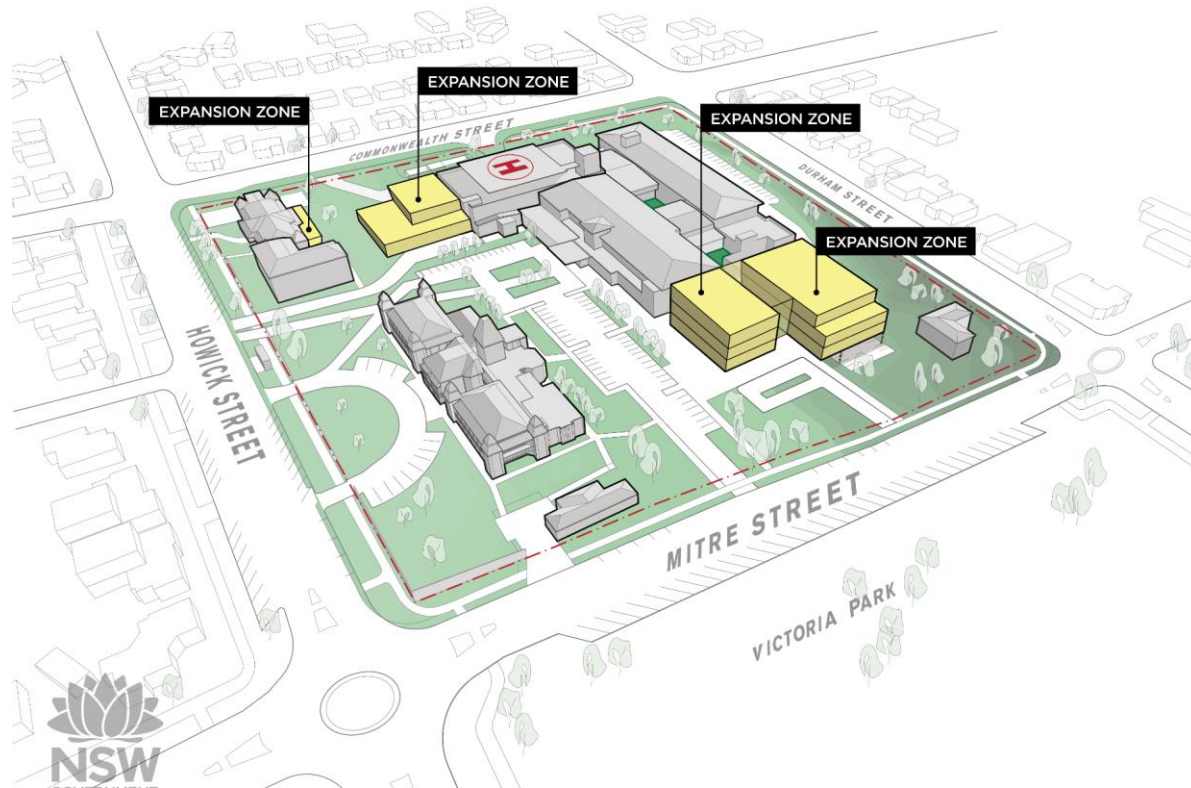 EXPANSION ZONE
EXPANSION ZONE
EXPANSION ZONE
EXPANSION ZONE
COMMONWEALTH STREET
DURHAM STREET
H
HOWICK STREET
MITRE STREET
VICTORIA PARK
NSW